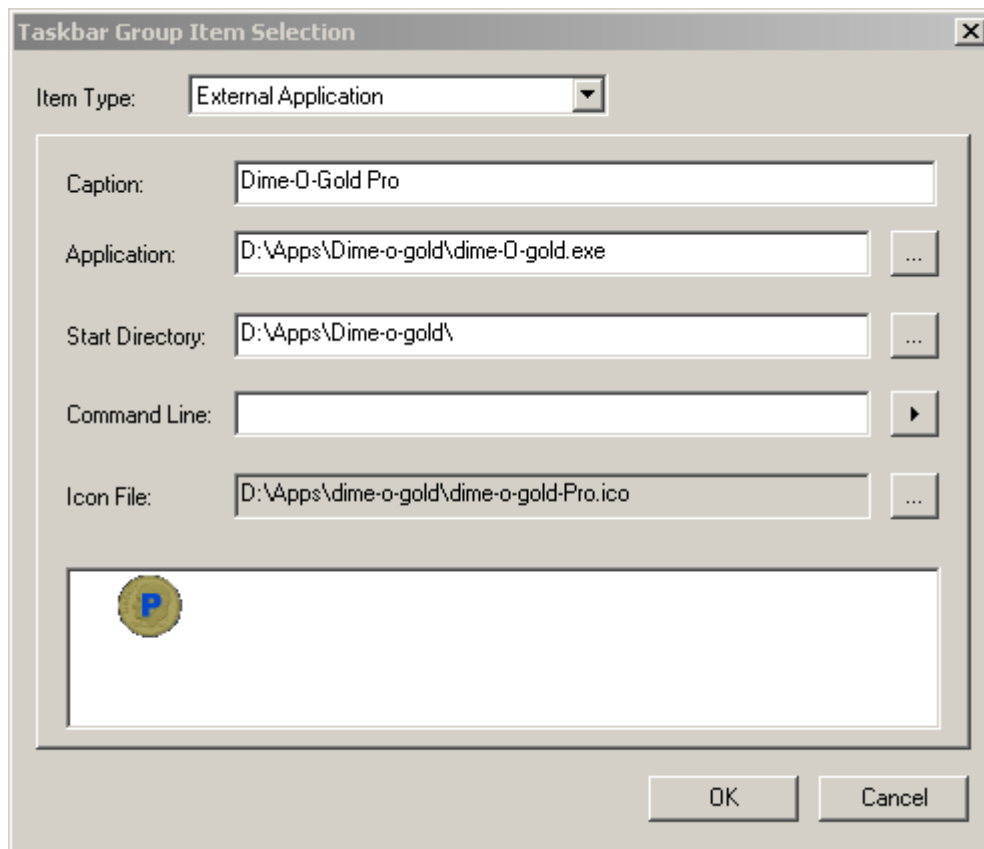 Taskbar Group Item Selection
Item Type: External Application
Caption: Dime-O-Gold Pro
Application: D:\Apps\Dime-o-gold\dime-O-gold.exe ...
Start Directory: D:\Apps\Dime-o-gold\ ...
Command Line:
Icon File: D:\Apps\dime-o-gold\dime-o-gold-Pro.ico ...
P
OK Cancel